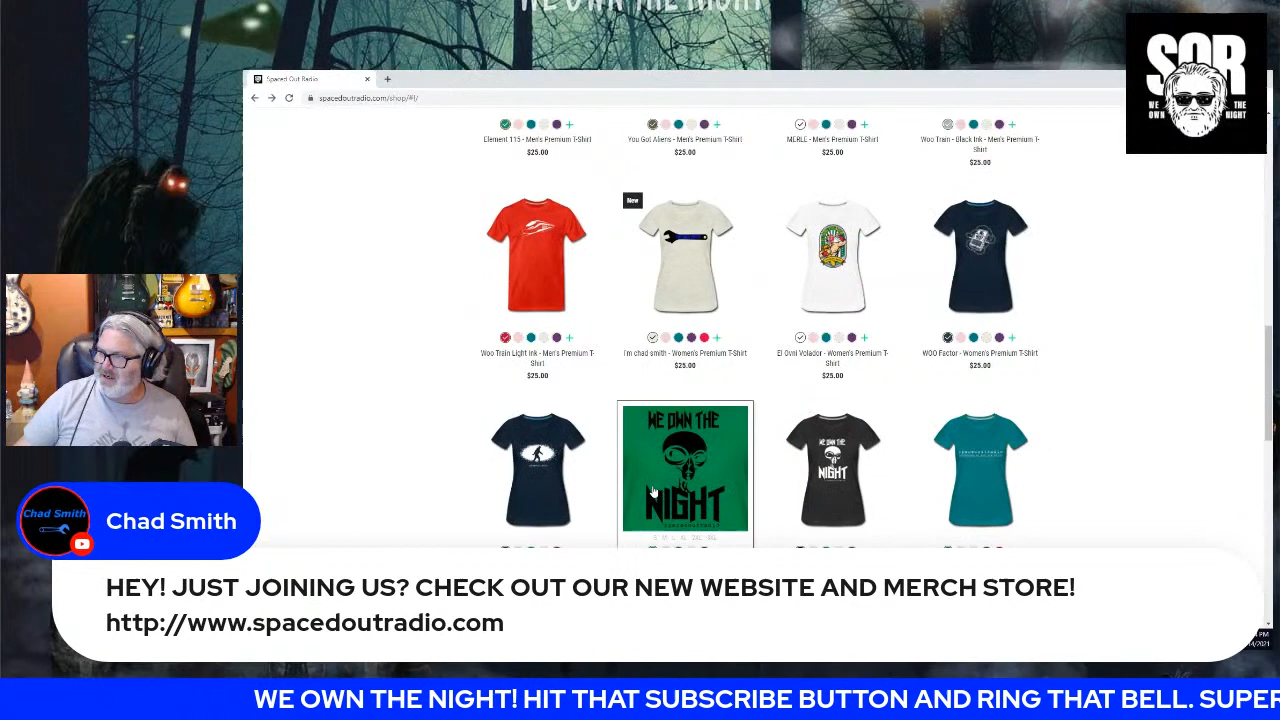 WE OWN THE NIGHT
SOR
WE OWN THE NIGHT
Spaced Out Radio
spacedoutradio.com/shop/#!/
Element 115 - Men's Premium T-Shirt
$25.00
You Got Aliens - Men's Premium T-Shirt
$25.00
MERLE - Men's Premium T-Shirt
$25.00
Woo Train - Black Ink - Men's Premium T-
Shirt
$25.00
New
Woo Train Light Ink - Men's Premium T-
Shirt
$25.00
I'm chad smith - Women's Premium T-Shirt
$25.00
El Ovni Volador - Women's Premium T-
Shirt
$25.00
WOO Factor - Women's Premium T-Shirt
$25.00
WE OWN THE
NIGHT
S M L XL 2XL 3XL
WE OWN THE
NIGHT
Chad Smith
Chad Smith
HEY! JUST JOINING US? CHECK OUT OUR NEW WEBSITE AND MERCH STORE!
http://www.spacedoutradio.com
PM
/2021
WE OWN THE NIGHT! HIT THAT SUBSCRIBE BUTTON AND RING THAT BELL. SUPER